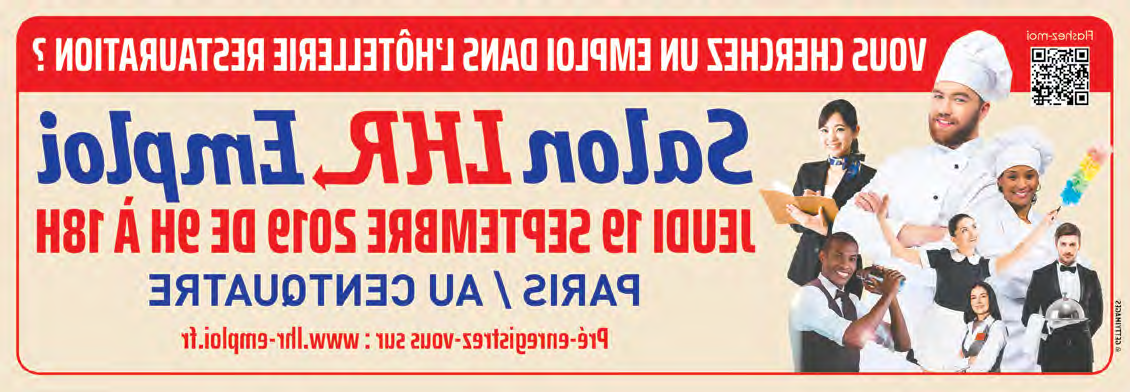 Flashez-moi
VOUS CHERCHEZ UN EMPLOI DANS L'HÔTELLERIE RESTAURATION ?
Salon LHR Emploi
JEUDI 19 SEPTEMBRE 2019 DE 9H À 18H
PARIS / AU CENTQUATRE
Pré-enregistrez-vous sur : www.lhr-emploi.fr
© GETTYIMAGES